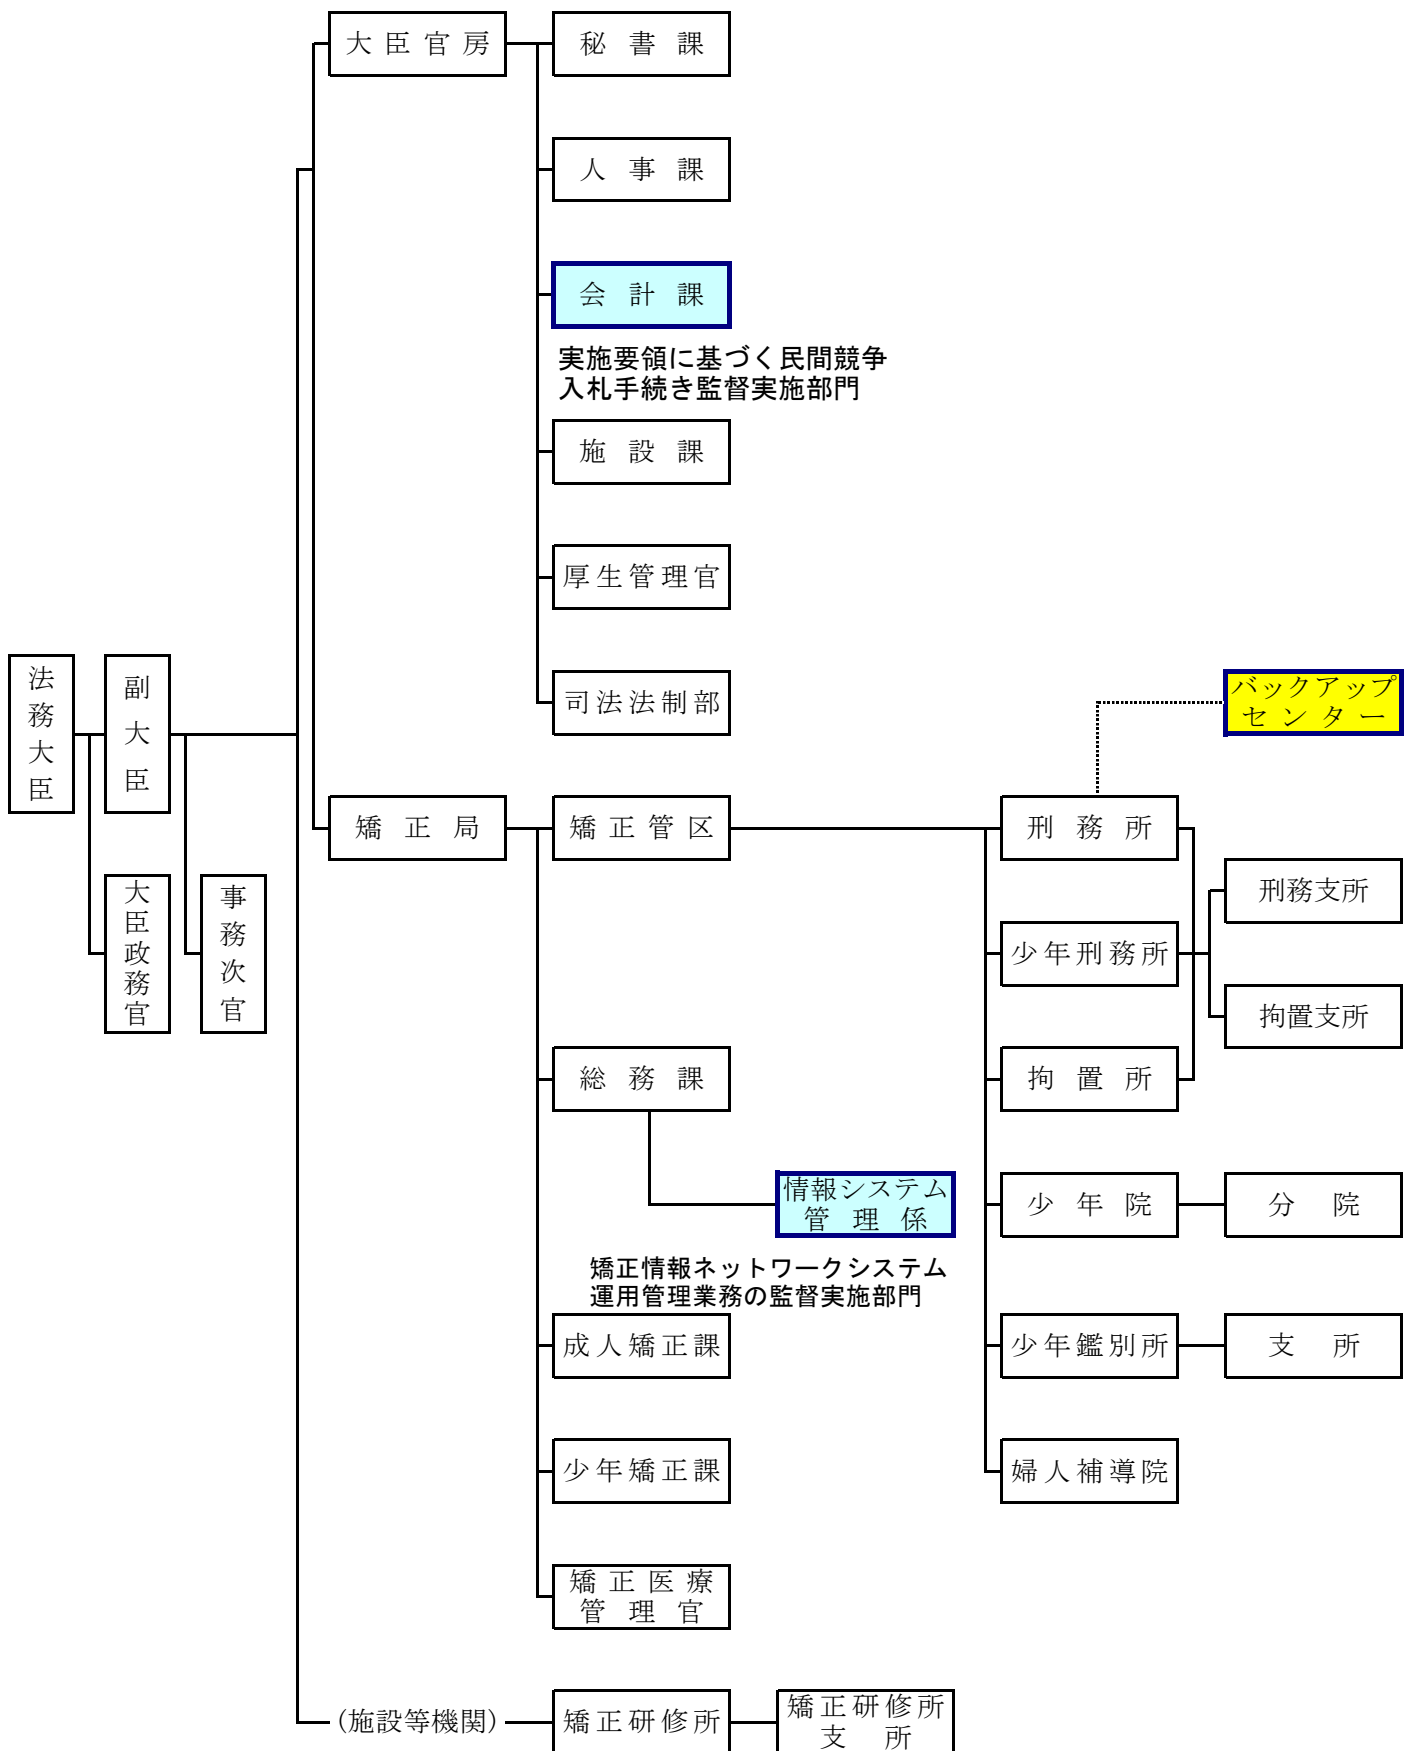 大臣官房
秘書課
人事課
会計課
実施要領に基づく民間競争
入札手続き監督実施部門
施設課
厚生管理官
司法法制部
法務大臣
副大臣
大臣政務官
事務次官
バックアップ
センター
矯正局
矯正管区
刑務所
刑務支所
少年刑務所
拘置支所
総務課
拘置所
情報システム
管理係
少年院
分院
矯正情報ネットワークシステム
運用管理業務の監督実施部門
成人矯正課
少年鑑別所
支所
少年矯正課
婦人補導院
矯正医療
管理官
(施設等機関)
矯正研修所
矯正研修所
支所